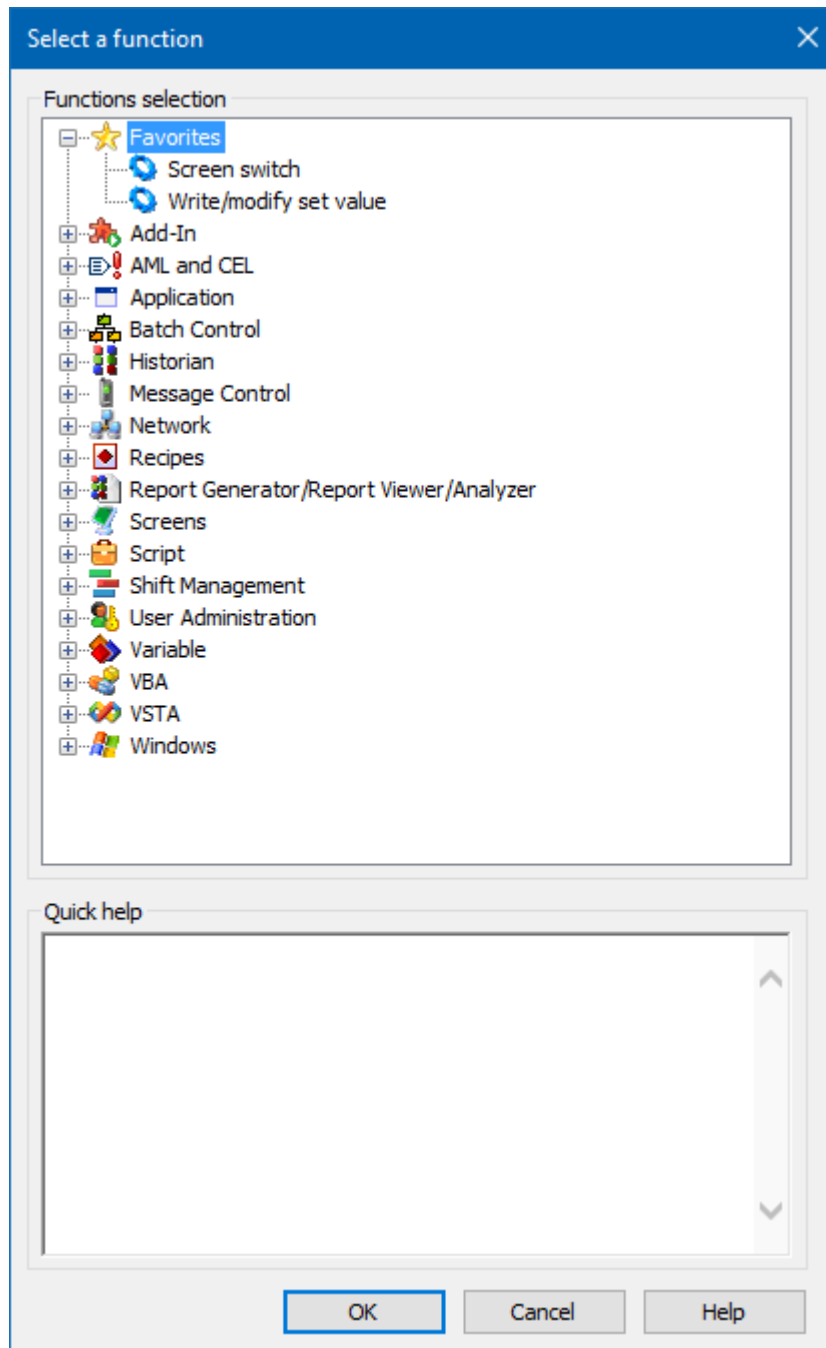 Select a function
Functions selection
Favorites
Screen switch
Write/modify set value
Add-In
AML and CEL
Application
Batch Control
Historian
Message Control
Network
Recipes
Report Generator/Report Viewer/Analyzer
Screens
Script
Shift Management
User Administration
Variable
VBA
VSTA
Windows
Quick help
OK Cancel Help